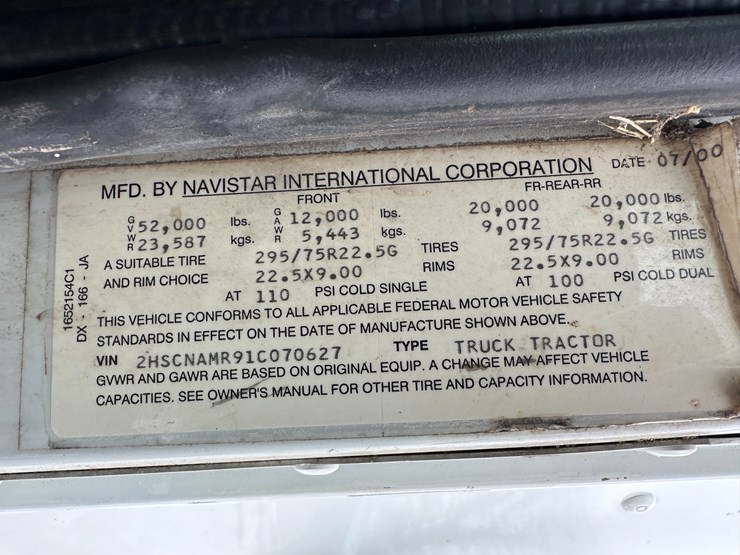 MFD. BY NAVISTAR INTERNATIONAL CORPORATION DATE 07/00
FRONT FR-REAR-RR
GVWR 52,000 lbs. GAWR 12,000 lbs. 20,000 20,000 lbs.
23,587 kgs. 5,443 kgs. 9,072 9,072 kgs.
A SUITABLE TIRE 295/75R22.5G TIRES 295/75R22.5G TIRES
AND RIM CHOICE 22.5X9.00 RIMS 22.5X9.00 RIMS
AT 110 PSI COLD SINGLE AT 100 PSI COLD DUAL
THIS VEHICLE CONFORMS TO ALL APPLICABLE FEDERAL MOTOR VEHICLE SAFETY
STANDARDS IN EFFECT ON THE DATE OF MANUFACTURE SHOWN ABOVE.
VIN 2HSCNAMR91C070627 TYPE TRUCK TRACTOR
GVWR AND GAWR ARE BASED ON ORIGINAL EQUIP. A CHANGE MAY AFFECT VEHICLE
CAPACITIES. SEE OWNER'S MANUAL FOR OTHER TIRE AND CAPACITY INFORMATION.
1652154C1
DX - 166 - JA